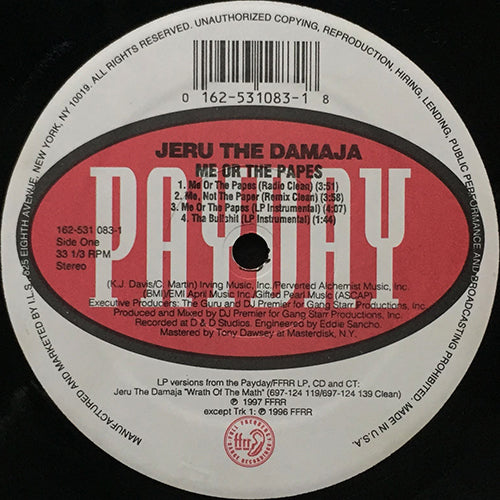 MANUFACTURED AND MARKETED BY I.L.S. 825 EIGHTH AVENUE, NEW YORK, NY 10019. ALL RIGHTS RESERVED. UNAUTHORIZED COPYING, REPRODUCTION, HIRING, LENDING, PUBLIC PERFORMANCE AND BROADCASTING PROHIBITED. MADE IN U.S.A.
0 162-531083-1 8
JERU THE DAMAJA
ME OR THE PAPES
1. Me Or The Papes (Radio Clean) (3:51)
2. Me, Not The Paper (Remix Clean) (3:58)
3. Me Or The Papes (LP Instrumental) (4:07)
4. Tha Bullshit (LP Instrumental) (1:44)
PAYDAY
162-531 083-1
Side One
33 1/3 RPM
Stereo
(K.J. Davis/C. Martin) Irving Music, Inc./Perverted Alchemist Music, Inc.
(BMI)/EMI April Music Inc./Gifted Pearl Music (ASCAP)
Executive Producers: The Guru and DJ Premier for Gang Starr Productions, Inc.
Produced and Mixed by DJ Premier for Gang Starr Productions, Inc.
Recorded at D & D Studios. Engineered by Eddie Sancho.
Mastered by Tony Dawsey at Masterdisk, N.Y.
LP versions from the Payday/FFRR LP, CD and CT:
Jeru The Damaja "Wrath Of The Math" (697-124 119/697-124 139 Clean)
℗ 1997 FFRR
except Trk 1: ℗ 1996 FFRR
FULL FREQUENCY
ffrr
RANGE RECORDINGS